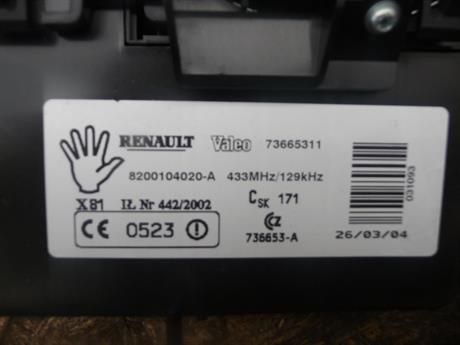 RENAULT Valeo 73665311
8200104020-A 433MHz/129kHz
X81 IŁ Nr 442/2002 CSK 171
CE 0523 CZ
736653-A 26/03/04
031093